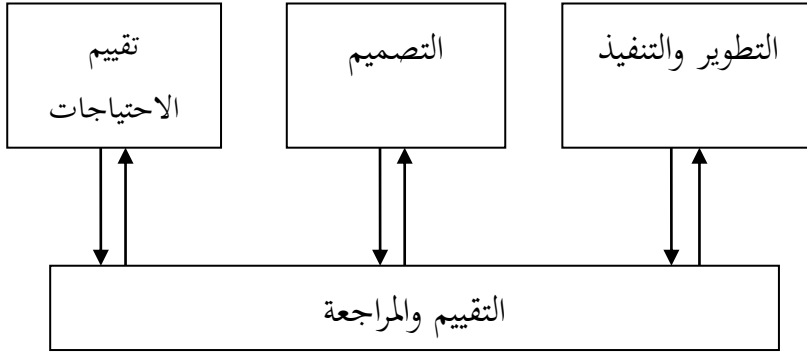 التطوير والتنفيذ
التصميم
تقييم
الاحتياجات
التقييم والمراجعة